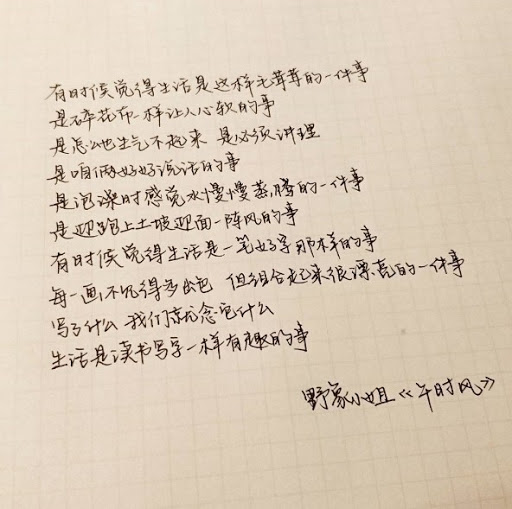 有时候觉得生活是这样毛茸茸的一件事
是碎花布一样让人心软的事
是怎么也生气不起来 是必须讲理
是咱俩好好说话的事
是泡澡时感觉水慢慢蒸腾的一件事
是迎跑上土坡迎面一阵风的事
有时候觉得生活是一笔好字那样的事
每一画不见得多出色 但组合起来很漂亮的一件事
写了什么 我们就念它什么
生活是读书写字一样有趣的事
野象小姐《午时风》